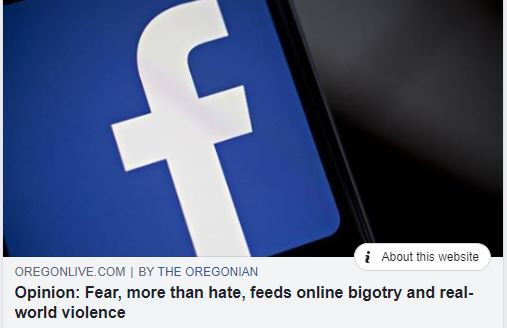 f
i About this website
OREGONLIVE.COM | BY THE OREGONIAN
Opinion: Fear, more than hate, feeds online bigotry and real-
world violence